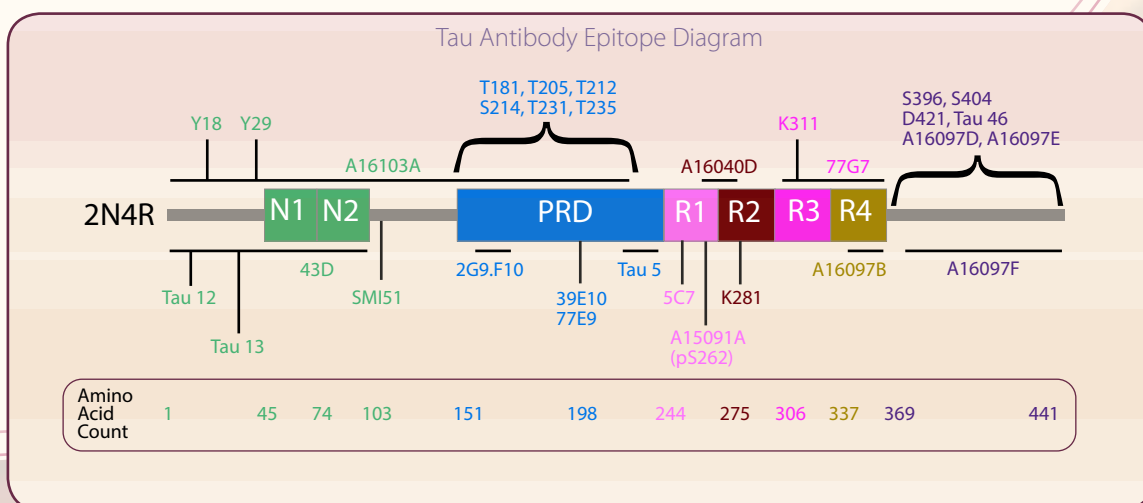 Tau Antibody Epitope Diagram
T181, T205, T212
S214, T231, T235
S396, S404
D421, Tau 46
A16097D, A16097E
Y18 Y29
K311
A16103A
A16040D
77G7
2N4R
N1 N2 PRD R1 R2 R3 R4
43D
2G9.F10
Tau 5
A16097B
A16097F
Tau 12
SMI51
39E10
77E9
5C7
K281
Tau 13
A15091A
(pS262)
Amino
Acid
Count
1 45 74 103 151 198 244 275 306 337 369 441